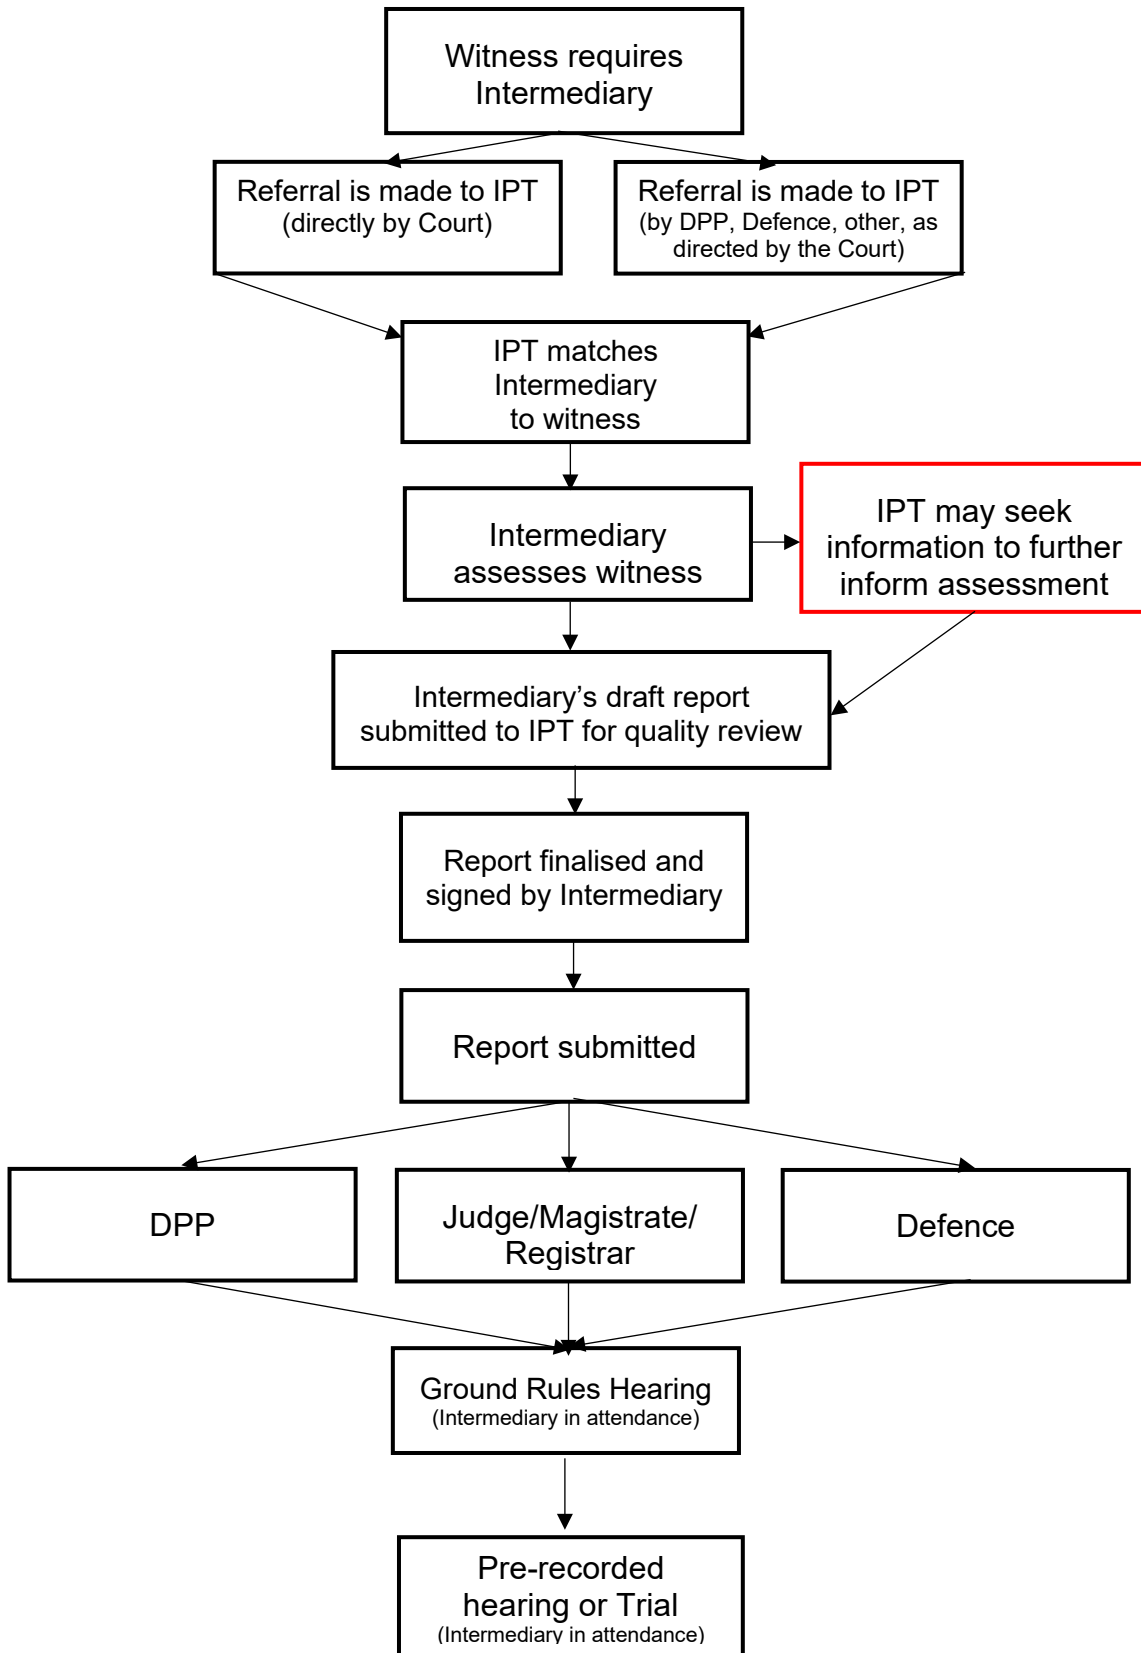 Witness requires
Intermediary
Referral is made to IPT
(directly by Court)
Referral is made to IPT
(by DPP, Defence, other, as
directed by the Court)
IPT matches
Intermediary
to witness
Intermediary
assesses witness
IPT may seek
information to further
inform assessment
Intermediary’s draft report
submitted to IPT for quality review
Report finalised and
signed by Intermediary
Report submitted
DPP
Judge/Magistrate/
Registrar
Defence
Ground Rules Hearing
(Intermediary in attendance)
Pre-recorded
hearing or Trial
(Intermediary in attendance)